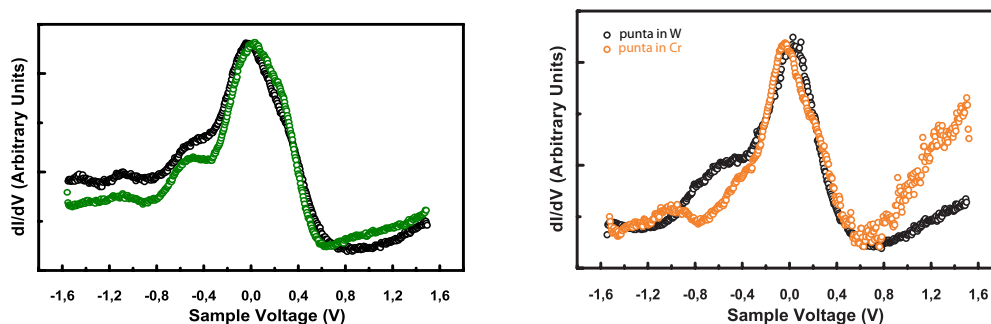 dI/dV (Arbitrary Units)
-1,6 -1,2 -0,8 -0,4 0,0 0,4 0,8 1,2 1,6
Sample Voltage (V)
punta in W
punta in Cr
dI/dV (Arbitrary Units)
-1,6 -1,2 -0,8 -0,4 0,0 0,4 0,8 1,2 1,6
Sample Voltage (V)